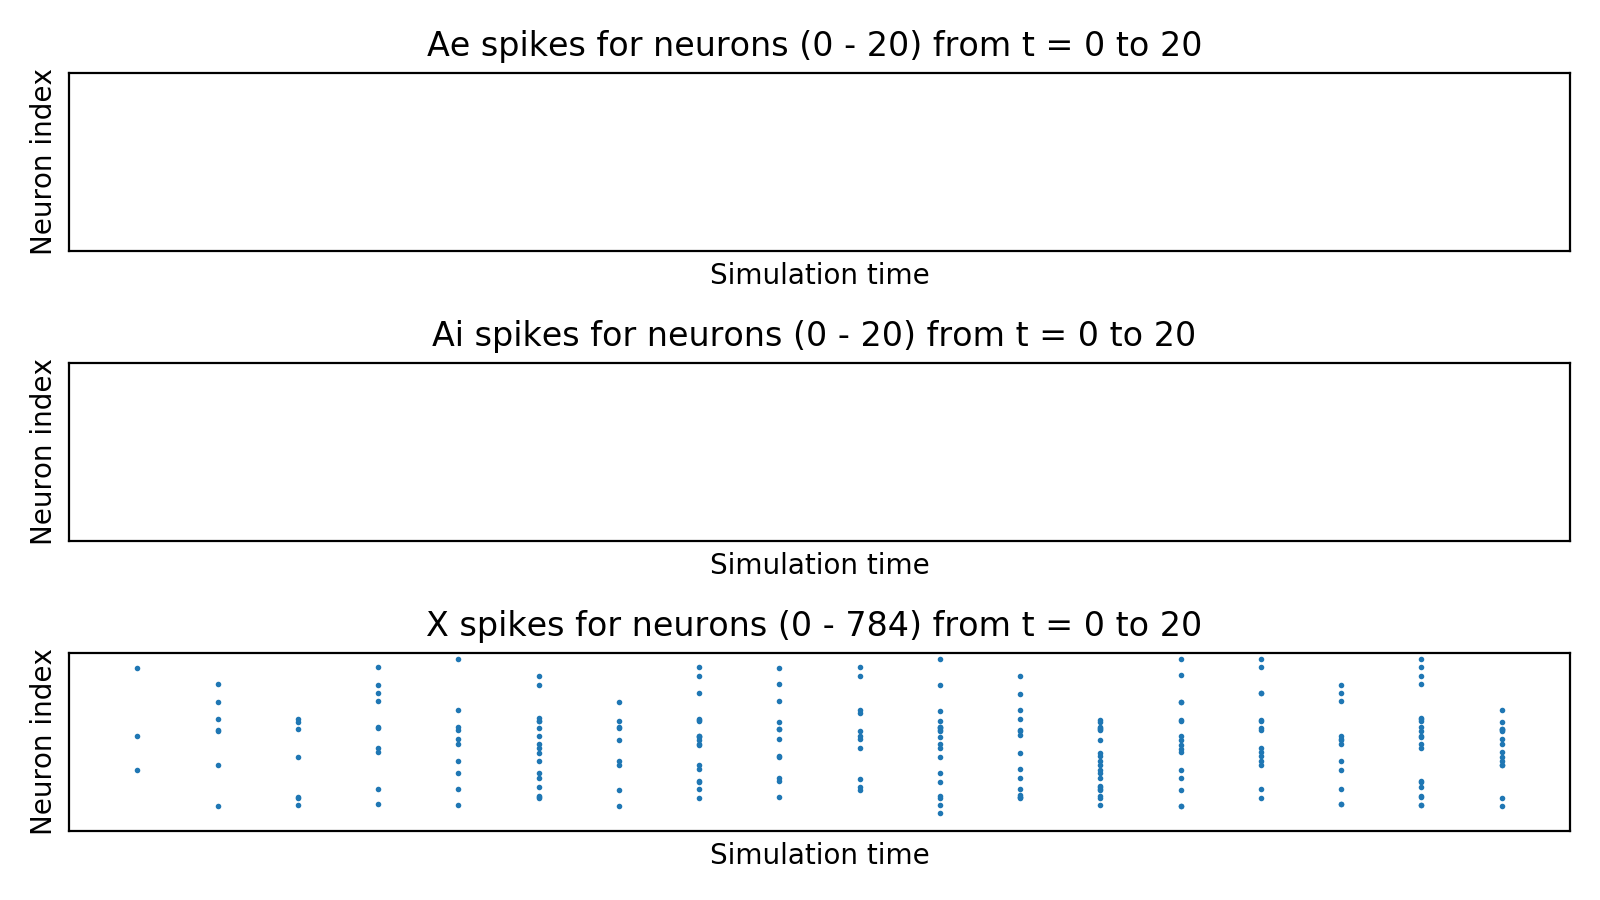 Ae spikes for neurons (0 - 20) from t = 0 to 20
Neuron index
Simulation time
Ai spikes for neurons (0 - 20) from t = 0 to 20
Neuron index
Simulation time
X spikes for neurons (0 - 784) from t = 0 to 20
Neuron index
Simulation time